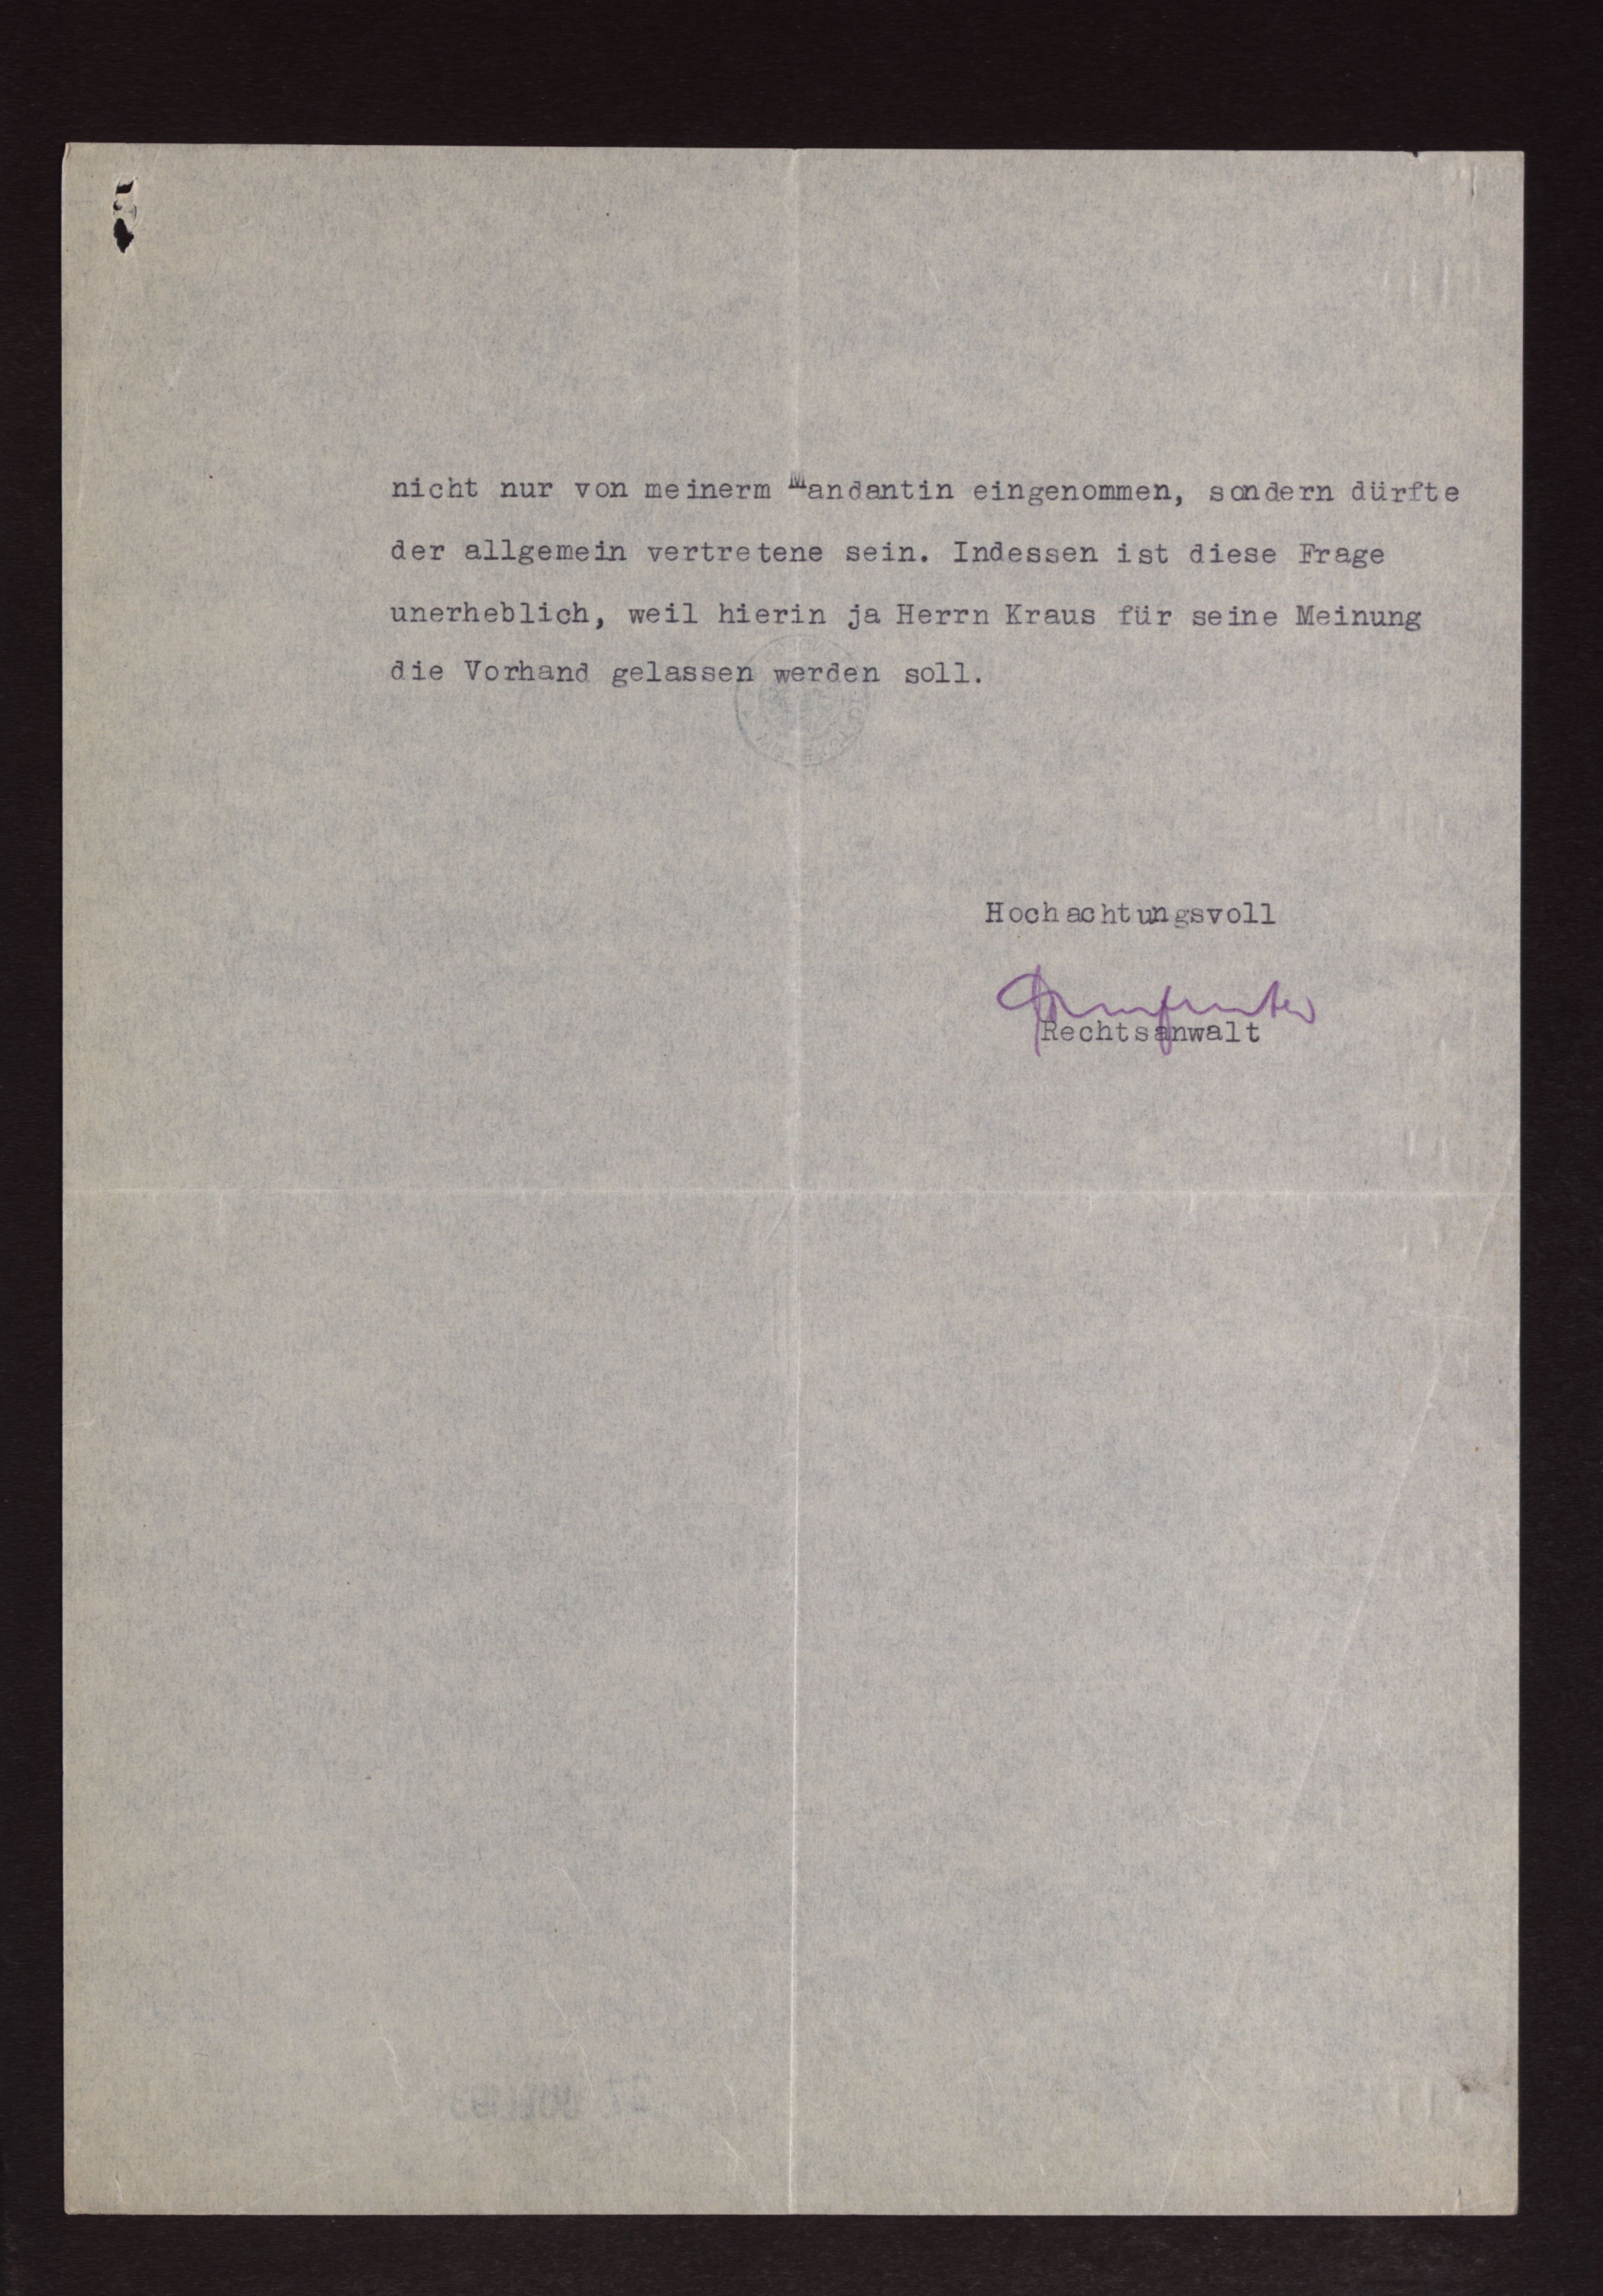 nicht nur von meinerm Mandantin eingenommen, sondern dürfte
der allgemein vertretene sein. Indessen ist diese Frage
unerheblich, weil hierin ja Herrn Kraus für seine Meinung
die Vorhand gelassen werden soll.
Hochachtungsvoll
Rechtsanwalt